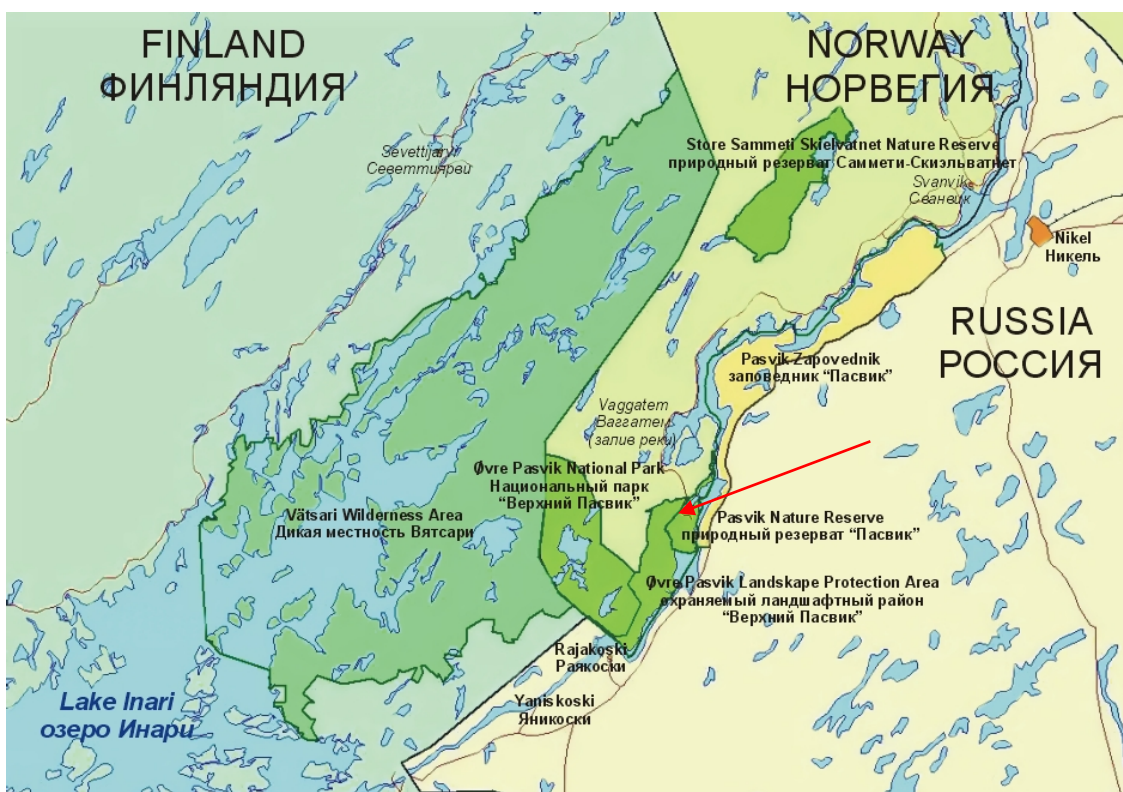 FINLAND
ФИНЛЯНДИЯ
NORWAY
НОРВЕГИЯ
Store Sammeti Skielvatnet Nature Reserve
природный резерват Саммети-Скиэльватнет
Sevettijarvi
Севеттиярви
Svanvik
Сванвик
Nikel
Никель
RUSSIA
РОССИЯ
Pasvik Zapovednik
заповедник “Пасвик”
Vaggatem
Ваггатем
(залив реки)
Øvre Pasvik National Park
Национальный парк
“Верхний Пасвик”
Vätsari Wilderness Area
Дикая местность Вятсари
Pasvik Nature Reserve
природный резерват “Пасвик”
Øvre Pasvik Landskape Protection Area
охраняемый ландшафтный район
“Верхний Пасвик”
Rajakoski
Раякоски
Yaniskoski
Яникоски
Lake Inari
озеро Инари